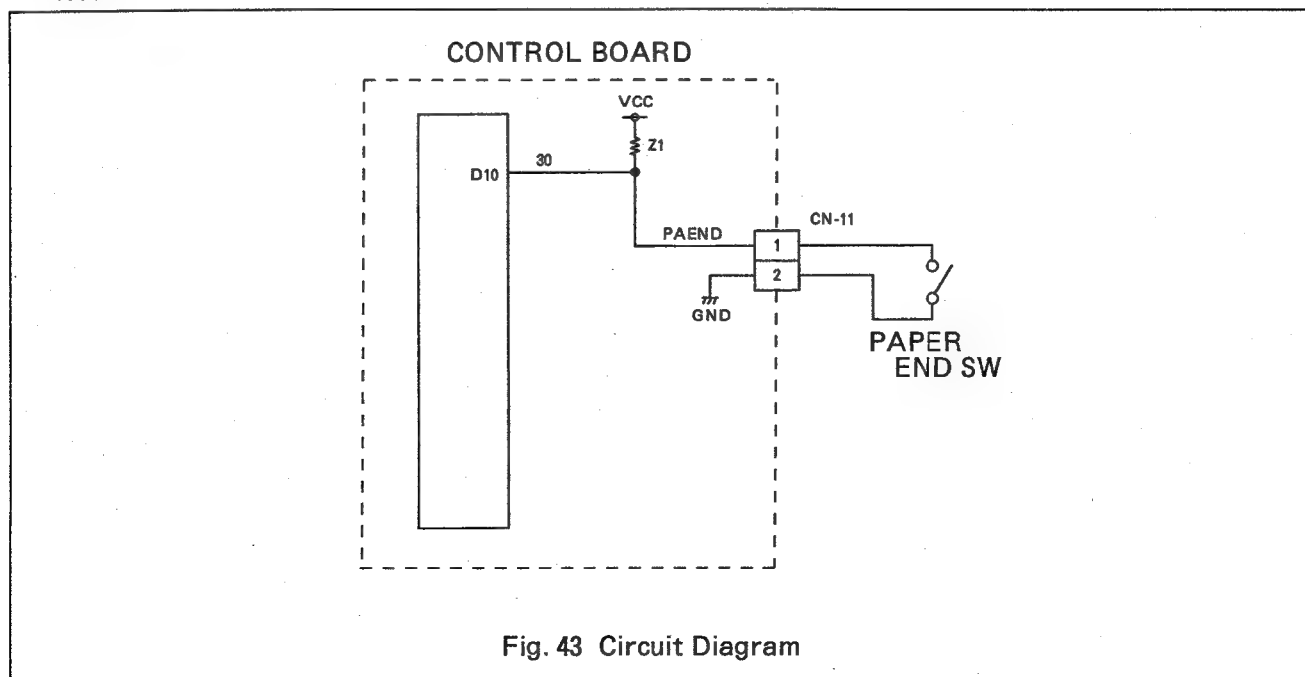 CONTROL BOARD
VCC
Z1
30
D10
CN-11
PAEND
1
2
GND
PAPER
END SW
Fig. 43 Circuit Diagram